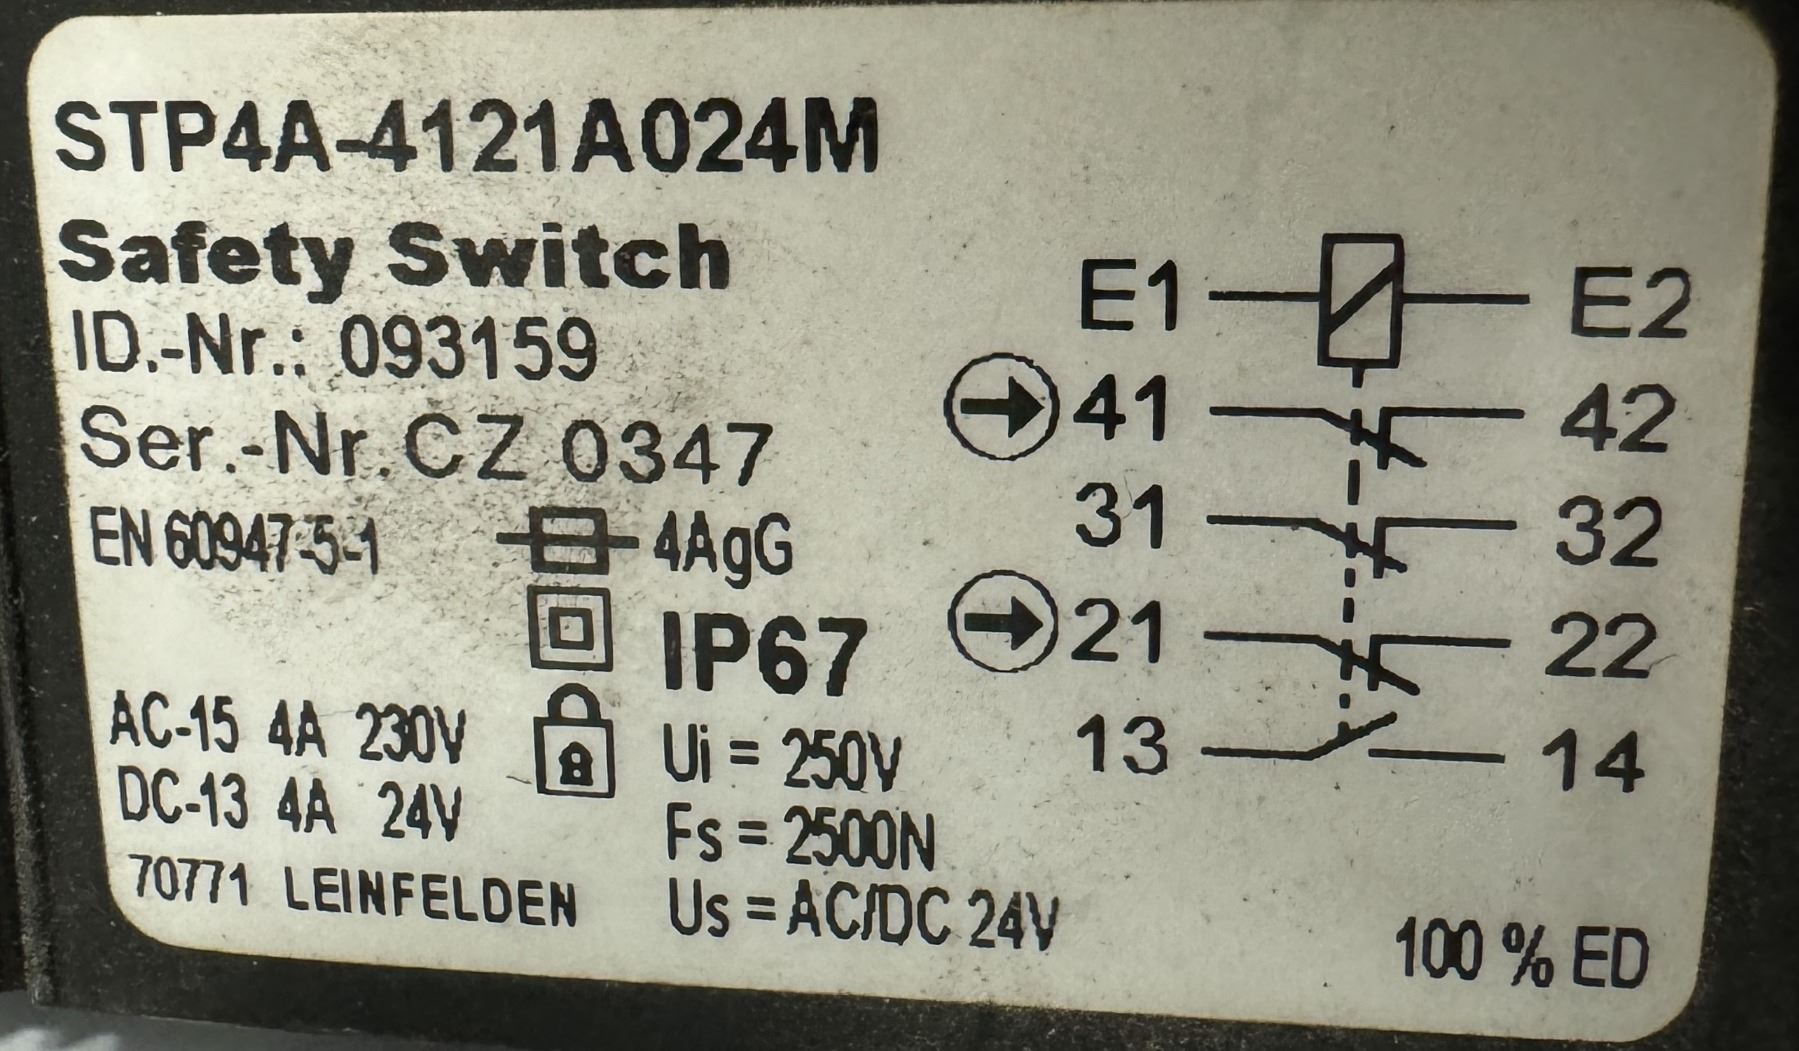 STP4A-4121A024M
Safety Switch
ID.-Nr.: 093159
Ser.-Nr. CZ 0347
EN 60947-5-1
4AgG
IP67
AC-15 4A 230V
DC-13 4A 24V
70771 LEINFELDEN
Ui = 250V
Fs = 2500N
Us = AC/DC 24V
E1 E2
41 42
31 32
21 22
13 14
100 % ED